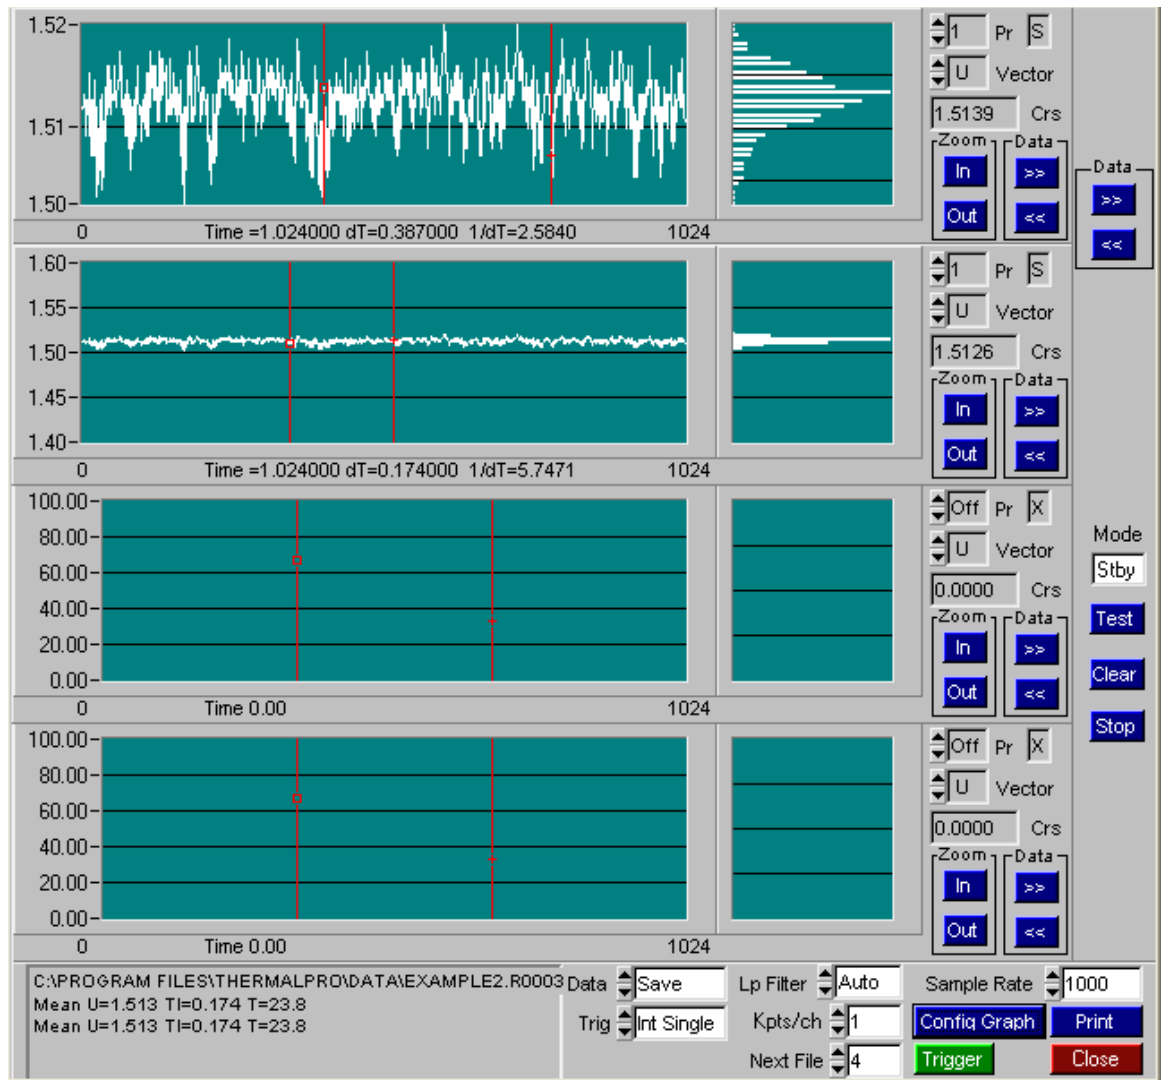 1.52
1.51
1.50
0 Time =1.024000 dT=0.387000 1/dT=2.5840 1024
1 Pr S
U Vector
1.5139 Crs
Zoom Data
In >>
Out <<
Data
>>
<<
1.60
1.55
1.50
1.45
1.40
0 Time =1.024000 dT=0.174000 1/dT=5.7471 1024
1 Pr S
U Vector
1.5126 Crs
Zoom Data
In >>
Out <<
100.00
80.00
60.00
40.00
20.00
0.00
0 Time 0.00 1024
Off Pr X
U Vector
0.0000 Crs
Zoom Data
In >>
Out <<
Mode
Stby
Test
Clear
Stop
100.00
80.00
60.00
40.00
20.00
0.00
0 Time 0.00 1024
Off Pr X
U Vector
0.0000 Crs
Zoom Data
In >>
Out <<
C:\PROGRAM FILES\THERMALPRO\DATA\EXAMPLE2.R0003
Mean U=1.513 TI=0.174 T=23.8
Mean U=1.513 TI=0.174 T=23.8
Data Save Lp Filter Auto Sample Rate 1000
Trig Int Single Kpts/ch 1 Config Graph Print
Next File 4 Trigger Close